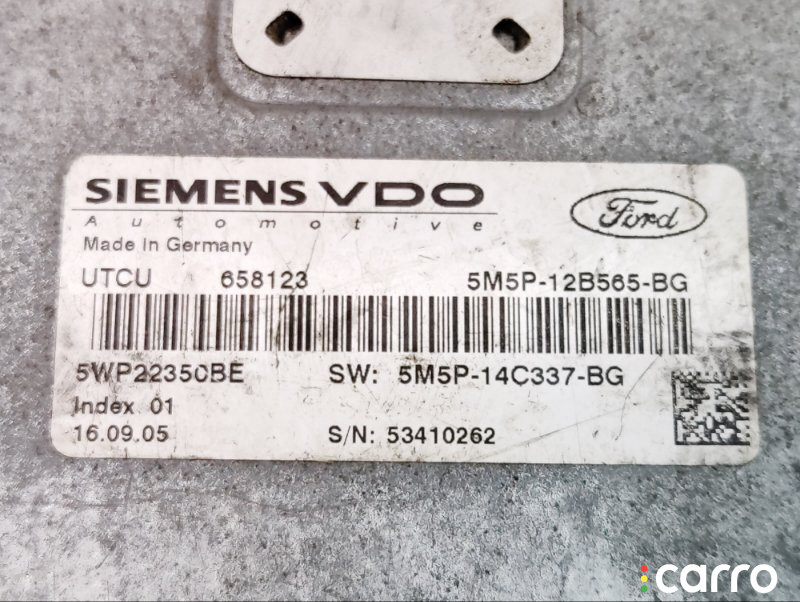 SIEMENS VDO
Automotive
Ford
Made In Germany
UTCU 658123 5M5P-12B565-BG
5WP22350BE SW: 5M5P-14C337-BG
Index 01
16.09.05 S/N: 53410262
carro